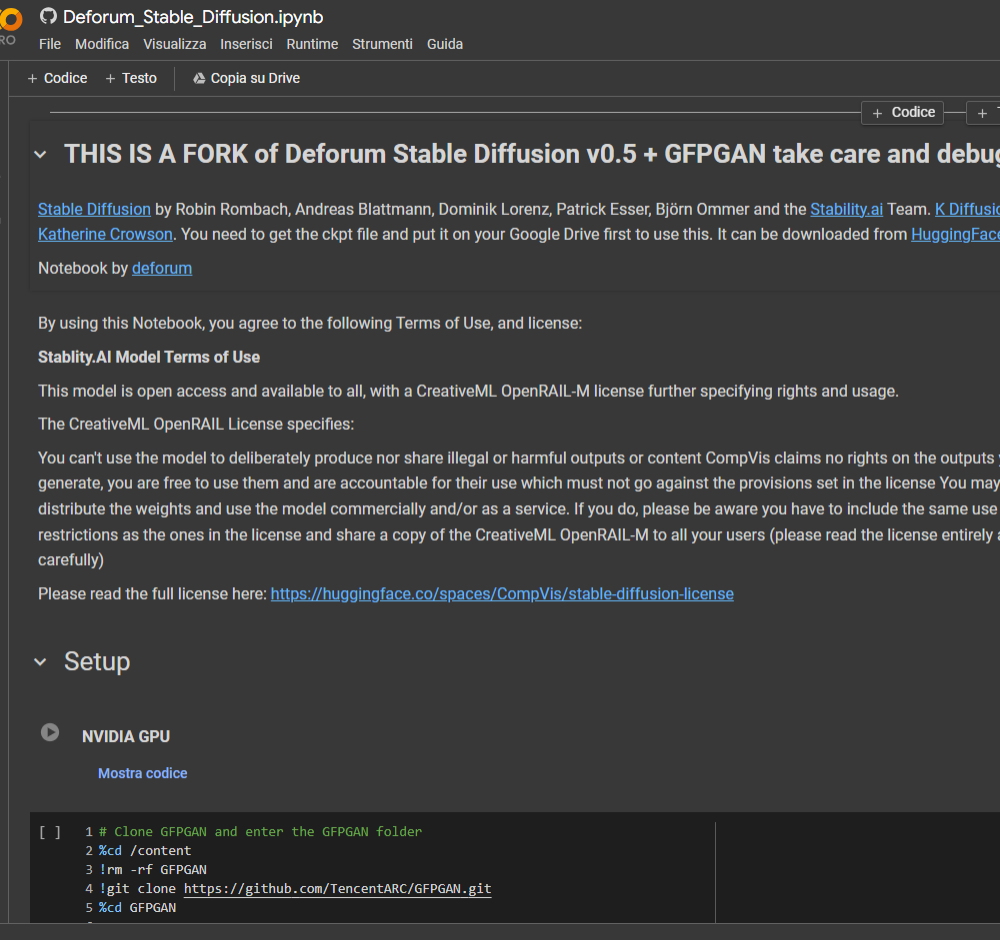 Deforum_Stable_Diffusion.ipynb
RO
File Modifica Visualizza Inserisci Runtime Strumenti Guida
+ Codice + Testo Copia su Drive
+ Codice +
THIS IS A FORK of Deforum Stable Diffusion v0.5 + GFPGAN take care and debug
Stable Diffusion by Robin Rombach, Andreas Blattmann, Dominik Lorenz, Patrick Esser, Björn Ommer and the Stability.ai Team. K Diffusio
Katherine Crowson. You need to get the ckpt file and put it on your Google Drive first to use this. It can be downloaded from HuggingFace
Notebook by deforum
By using this Notebook, you agree to the following Terms of Use, and license:
Stablity.AI Model Terms of Use
This model is open access and available to all, with a CreativeML OpenRAIL-M license further specifying rights and usage.
The CreativeML OpenRAIL License specifies:
You can't use the model to deliberately produce nor share illegal or harmful outputs or content CompVis claims no rights on the outputs
generate, you are free to use them and are accountable for their use which must not go against the provisions set in the license You may
distribute the weights and use the model commercially and/or as a service. If you do, please be aware you have to include the same use
restrictions as the ones in the license and share a copy of the CreativeML OpenRAIL-M to all your users (please read the license entirely a
carefully)
Please read the full license here: https://huggingface.co/spaces/CompVis/stable-diffusion-license
Setup
NVIDIA GPU
Mostra codice
[ ] 1 # Clone GFPGAN and enter the GFPGAN folder
2 %cd /content
3 !rm -rf GFPGAN
4 !git clone https://github.com/TencentARC/GFPGAN.git
5 %cd GFPGAN